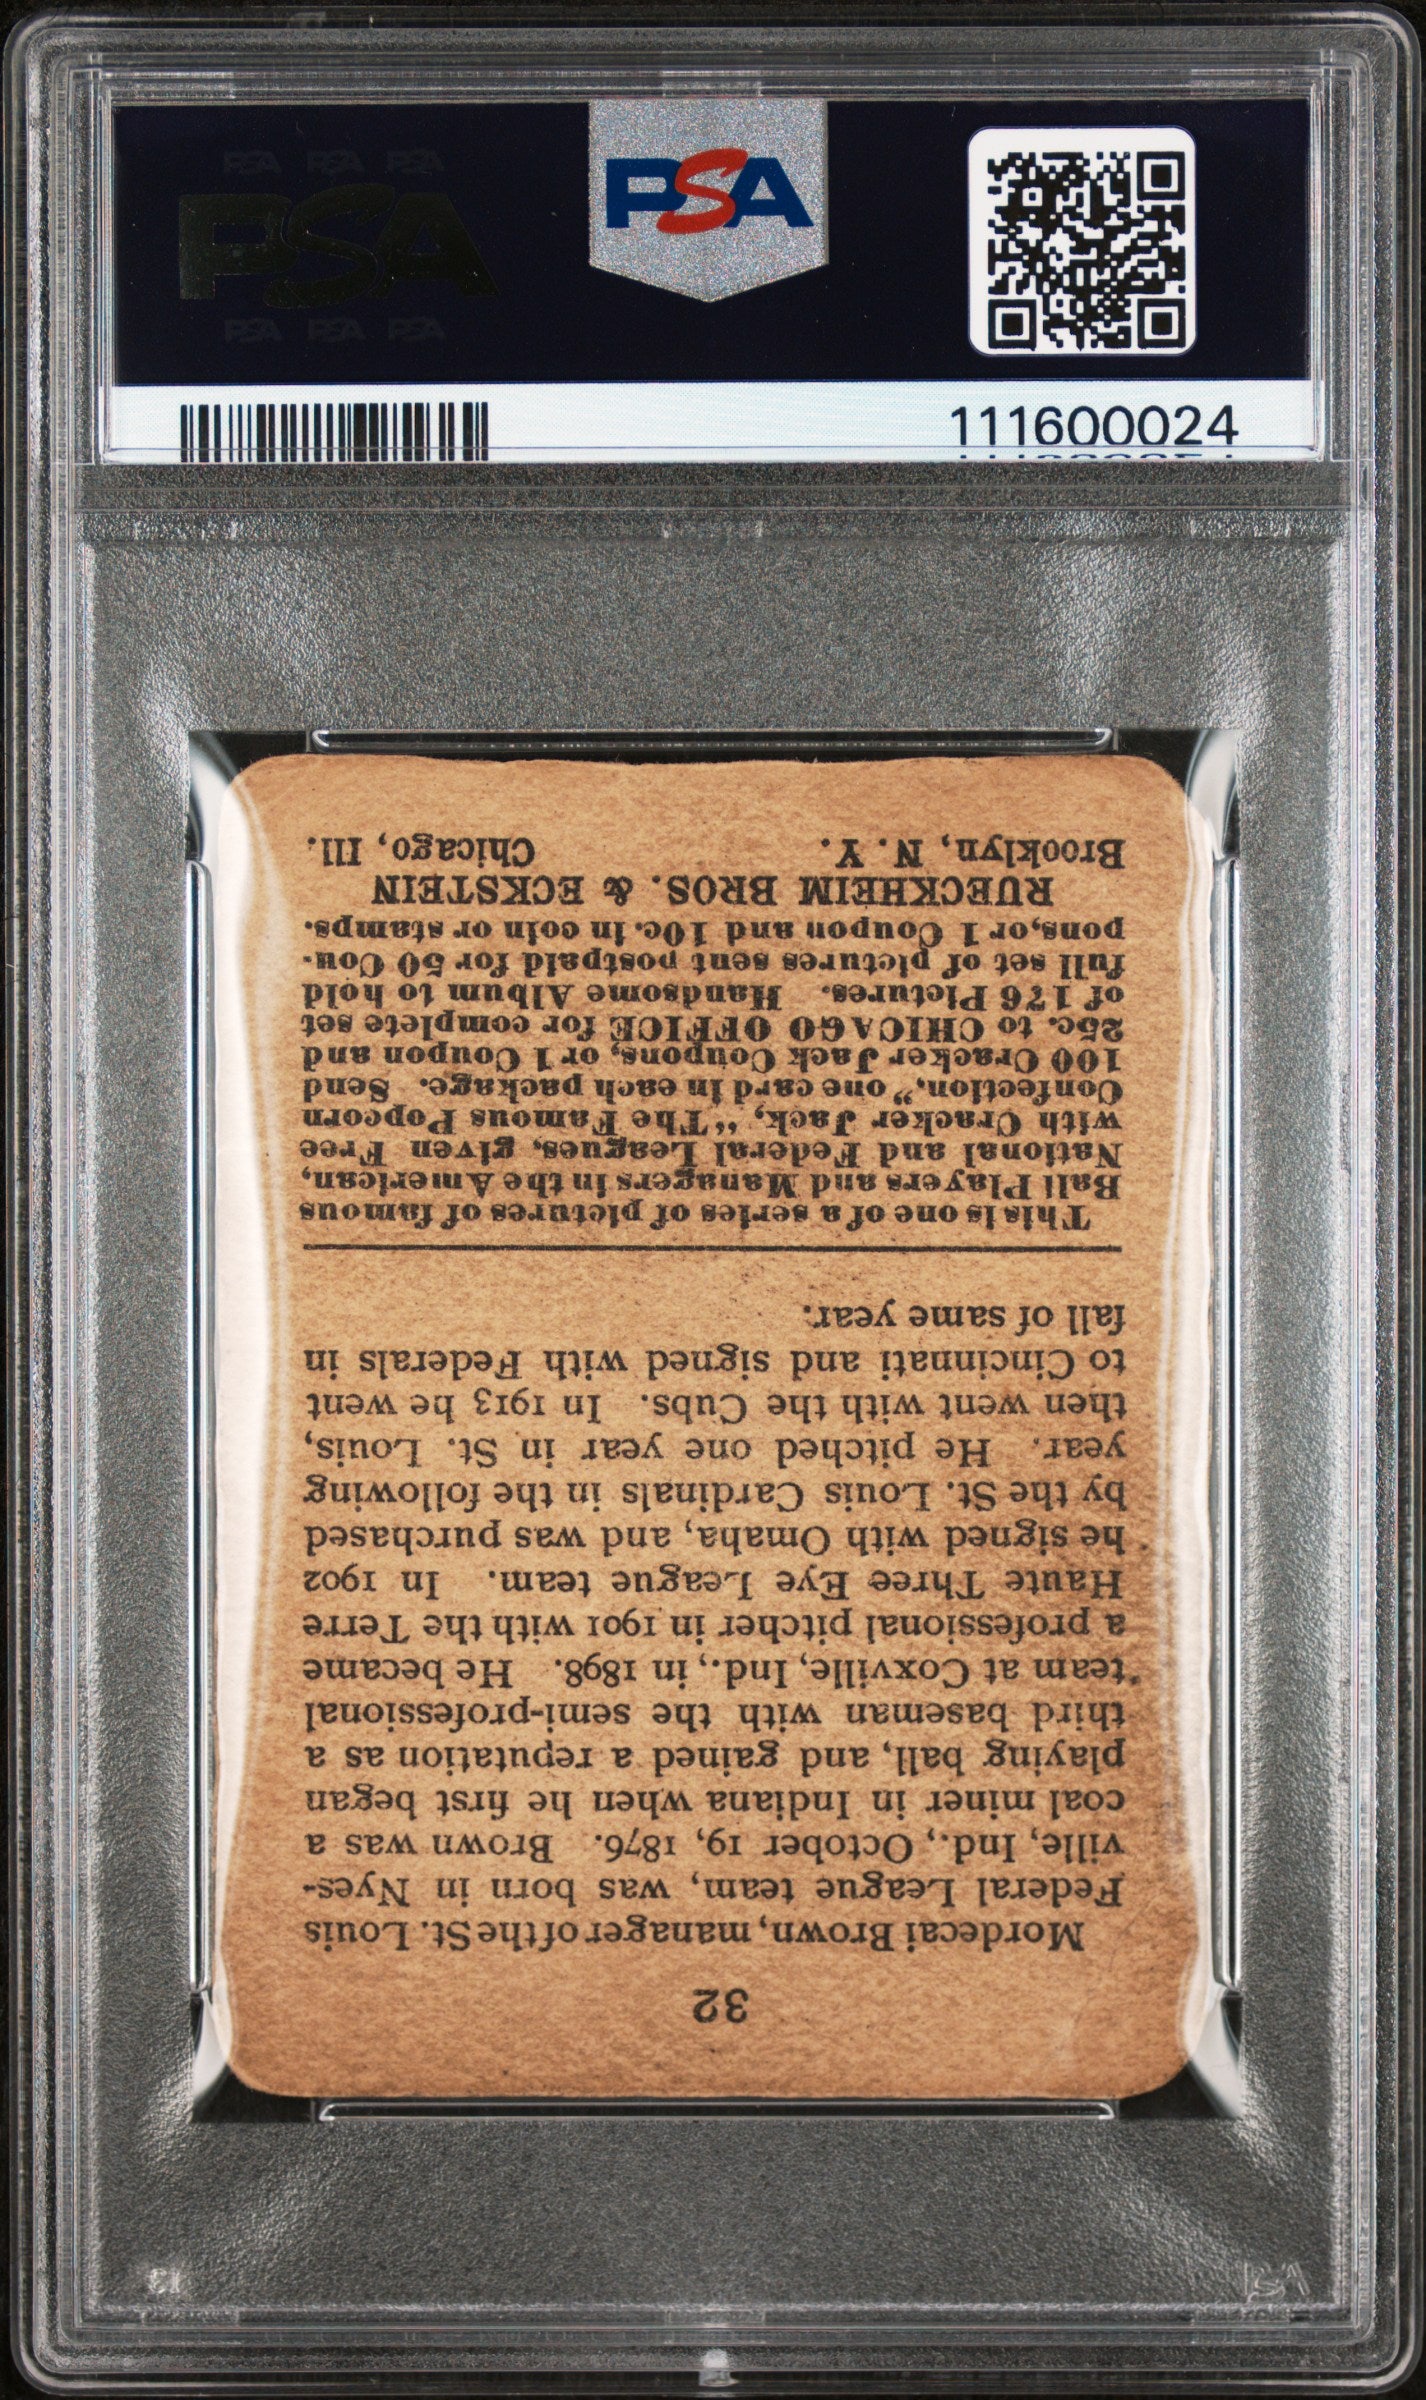 PSA PSA PSA
PSA
PSA PSA PSA
PSA
111600024
32
Mordecai Brown, manager of the St. Louis
Federal League team, was born in Nyes-
ville, Ind., October 19, 1876. Brown was a
coal miner in Indiana when he first began
playing ball, and gained a reputation as a
third baseman with the semi-professional
team at Coxville, Ind., in 1898. He became
a professional pitcher in 1901 with the Terre
Haute Three Eye League team. In 1902
he signed with Omaha, and was purchased
by the St. Louis Cardinals in the following
year. He pitched one year in St. Louis,
then went with the Cubs. In 1913 he went
to Cincinnati and signed with Federals in
fall of same year.
This is one of a series of pictures of famous
Ball Players and Managers in the American,
National and Federal Leagues, given Free
with Cracker Jack, "The Famous Popcorn
Confection," one card in each package. Send
100 Cracker Jack Coupons, or 1 Coupon and
25c. to CHICAGO OFFICE for complete set
of 176 Pictures. Handsome Album to hold
full set of pictures sent postpaid for 50 Cou-
pons, or 1 Coupon and 10c. in coin or stamps.
RUECKHEIM BROS. & ECKSTEIN
Brooklyn, N. Y. Chicago, Ill.
13
PSA